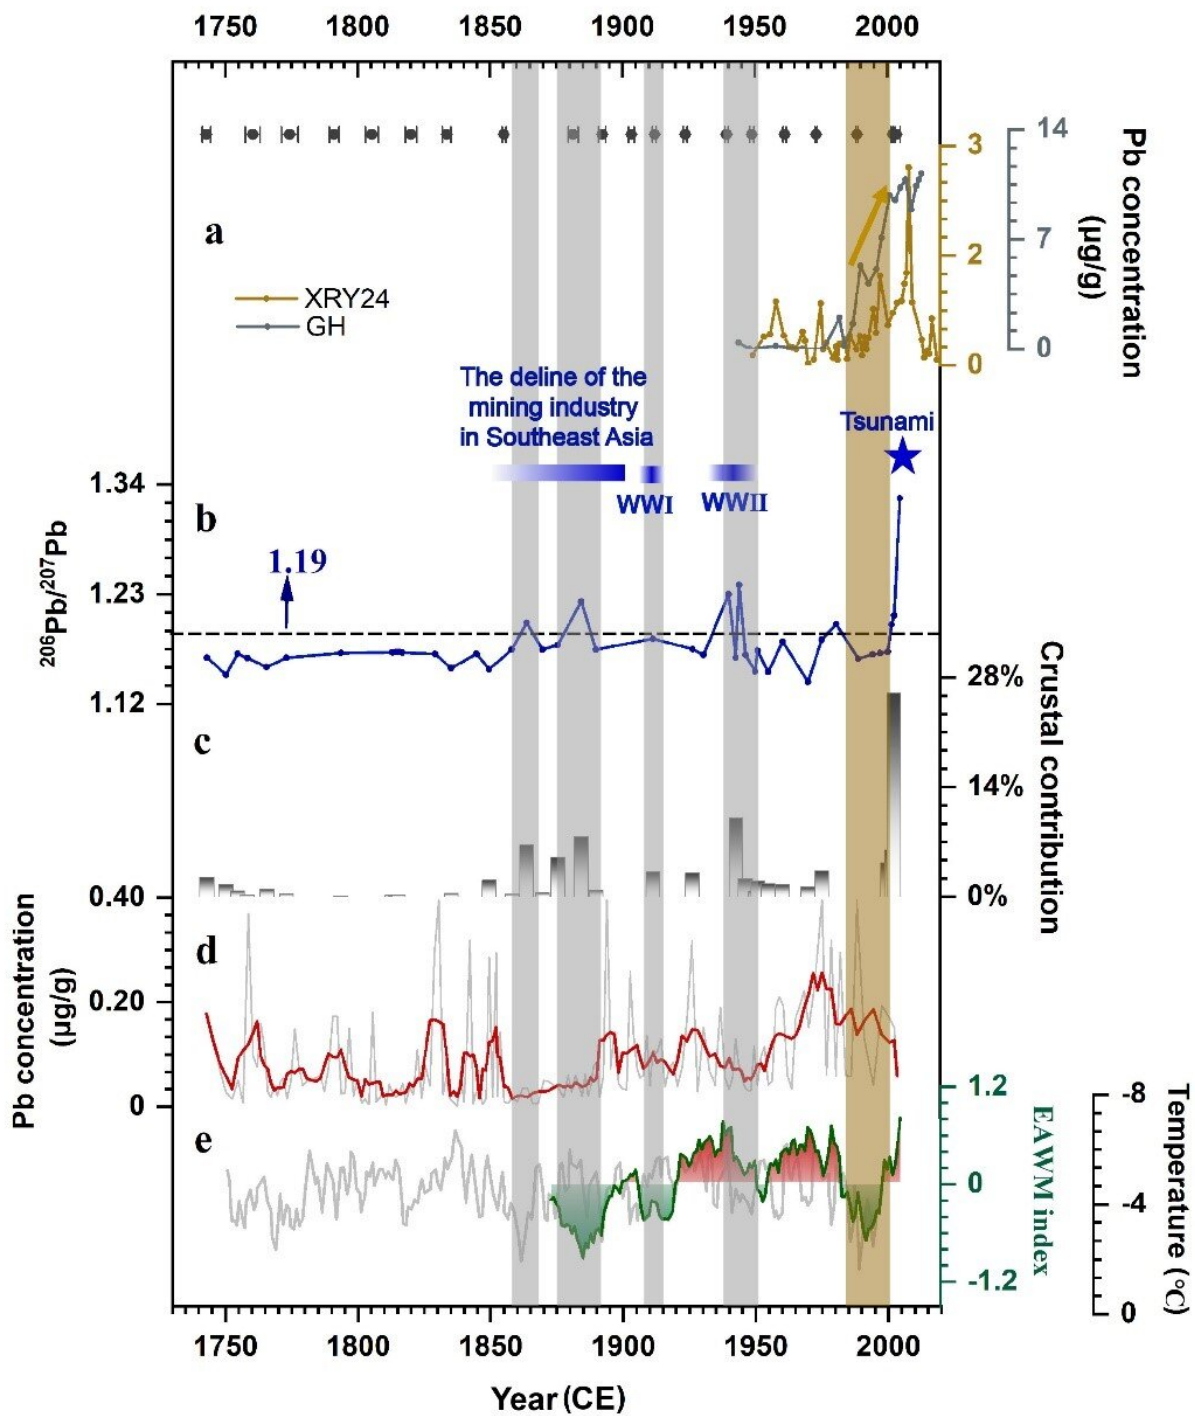 1750 1800 1850 1900 1950 2000
a
XRY24
GH
3
2
0
14
7
0
Pb concentration
(μg/g)
The deline of the
mining industry
in Southeast Asia
WWI
WWII
Tsunami
1.34
1.23
1.12
206Pb/207Pb
b
1.19
c
28%
14%
0%
Crustal contribution
0.40
0.20
0
Pb concentration
(μg/g)
d
e
1.2
0
-1.2
EAWM index
-8
-4
0
Temperature (℃)
1750 1800 1850 1900 1950 2000
Year (CE)